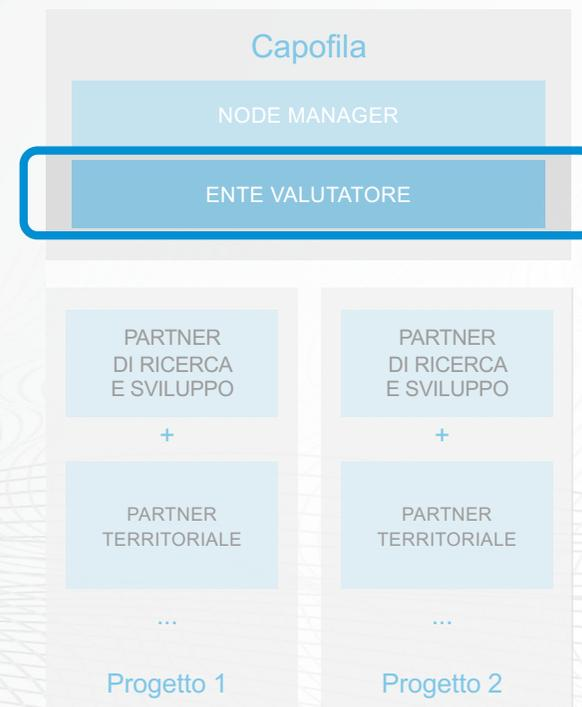 Capofila
NODE MANAGER
ENTE VALUTATORE
PARTNER
DI RICERCA
E SVILUPPO
+
PARTNER
TERRITORIALE
...
Progetto 1
PARTNER
DI RICERCA
E SVILUPPO
+
PARTNER
TERRITORIALE
...
Progetto 2